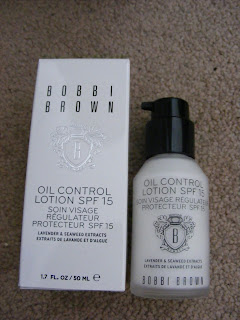 BOBBI
BROWN
B
OIL CONTROL
LOTION SPF 15
SOIN VISAGE
RÉGULATEUR
PROTECTEUR SPF 15
LAVENDER & SEAWEED EXTRACTS
EXTRAITS DE LAVANDE ET D'ALGUE
1.7 FL. OZ / 50 ML ℮
OIL CONTROL
LOTION SPF 15
SOIN VISAGE RÉGULATEUR
PROTECTEUR SPF 15
B
LAVENDER & SEAWEED EXTRACTS
EXTRAITS DE LAVANDE ET D'ALGUE
BOBBI BROWN